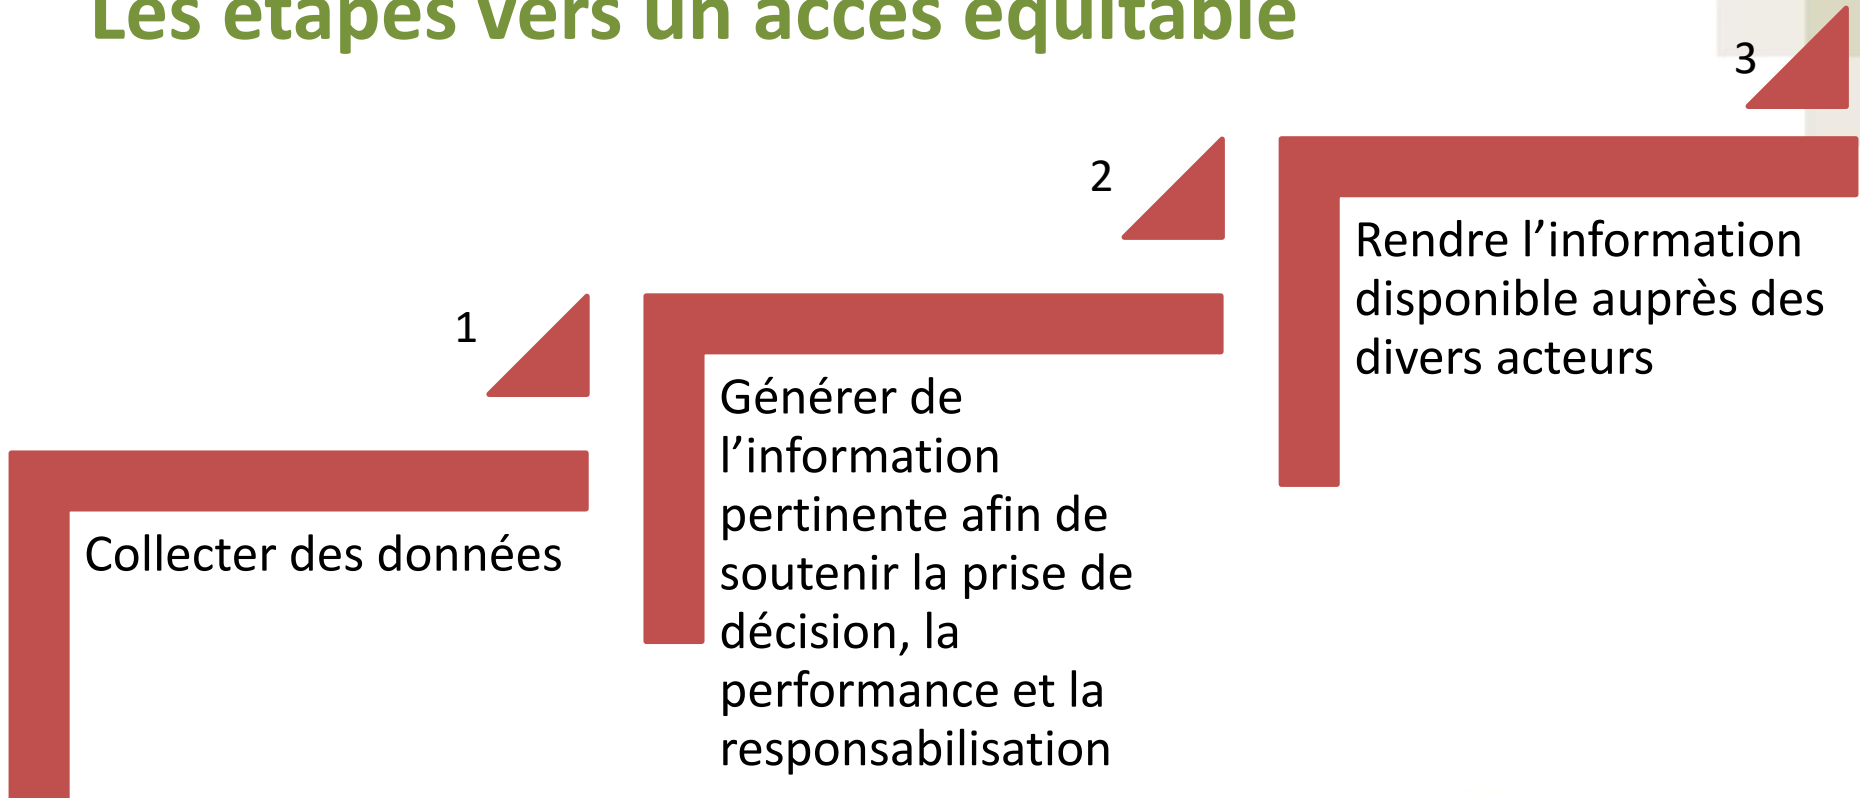 Les étapes vers un accès équitable
1
Collecter des données
2
Générer de
l’information
pertinente afin de
soutenir la prise de
décision, la
performance et la
responsabilisation
3
Rendre l’information
disponible auprès des
divers acteurs